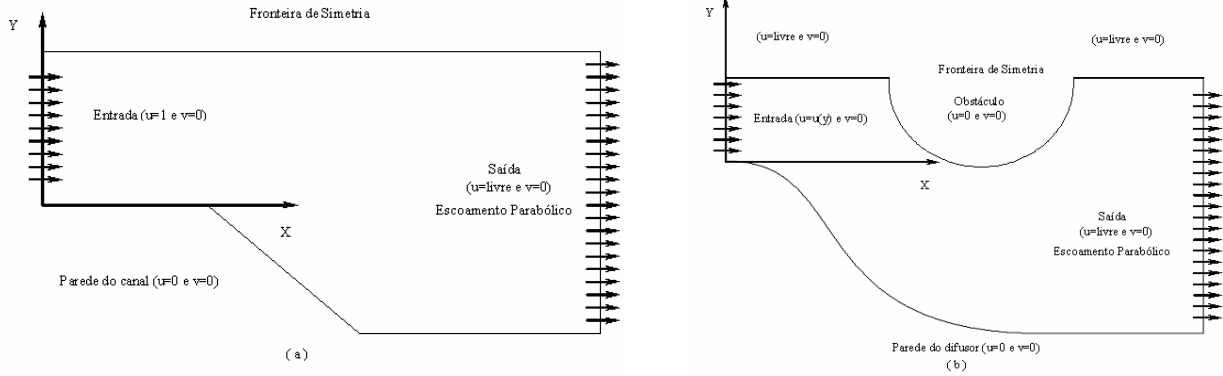 Fronteira de Simetria
Y
Entrada (u=1 e v=0)
Saída
(u=livre e v=0)
Escoamento Parabólico
X
Parede do canal (u=0 e v=0)
( a )
Y
(u=livre e v=0)
(u=livre e v=0)
Fronteira de Simetria
Obstáculo
(u=0 e v=0)
Entrada (u=u(y) e v=0)
X
Saída
(u=livre e v=0)
Escoamento Parabólico
Parede do difusor (u=0 e v=0)
( b )